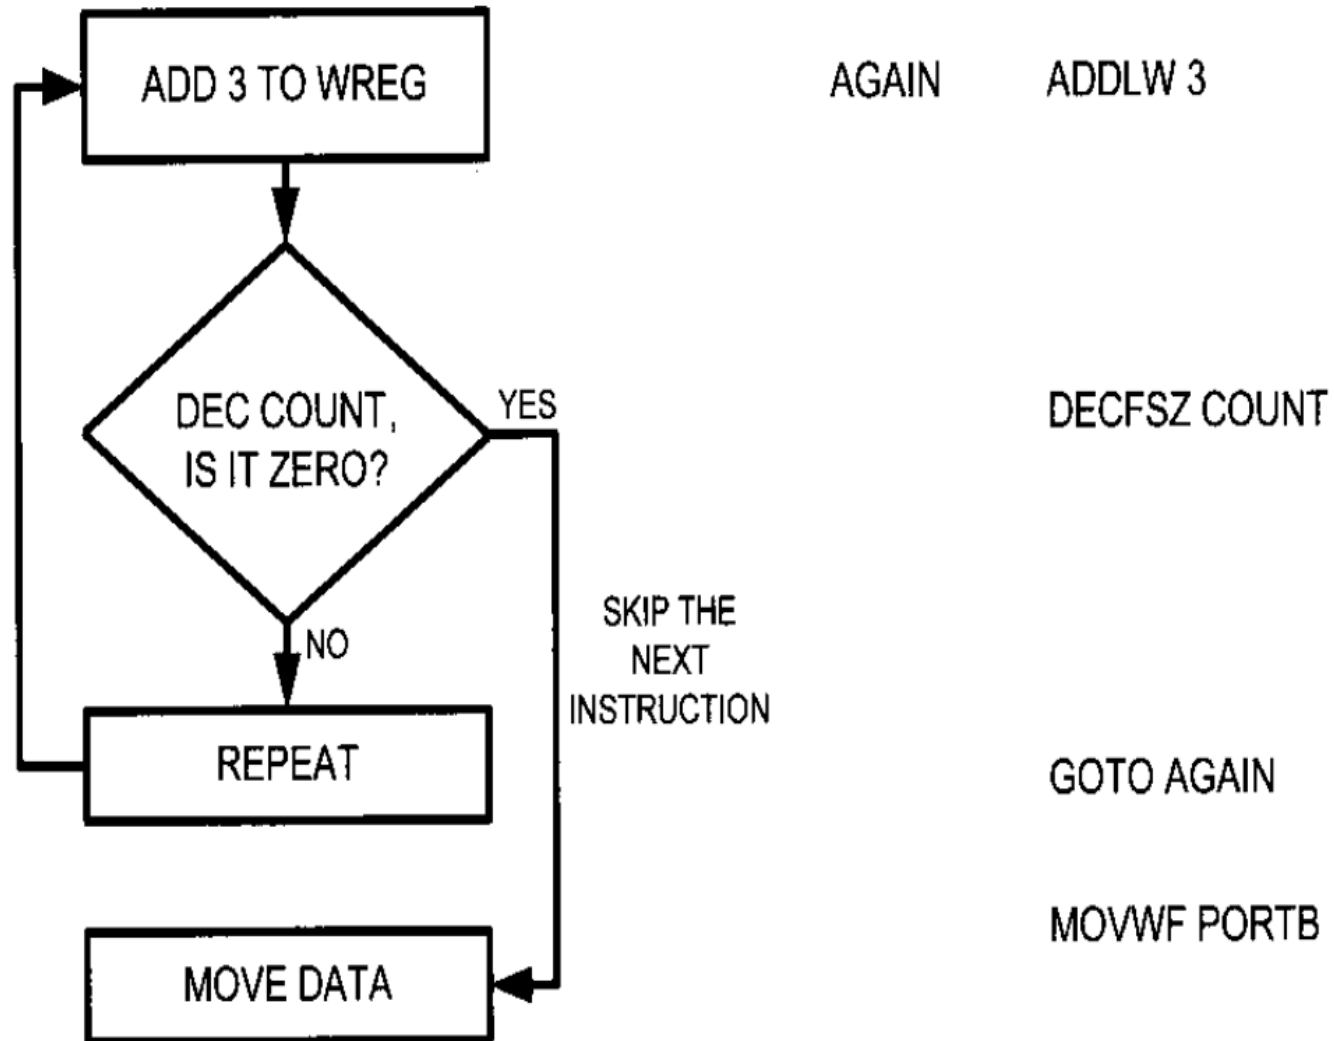 ADD 3 TO WREG
AGAIN ADDLW 3
DEC COUNT,
IS IT ZERO?
YES
DECFSZ COUNT
NO
SKIP THE
NEXT
INSTRUCTION
REPEAT
GOTO AGAIN
MOVWF PORTB
MOVE DATA